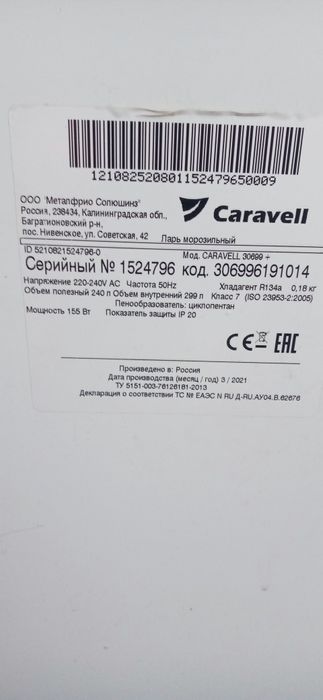 121082520801152479650009
ООО Металфрио Солюшинз
Россия, 238434, Калининградская обл.,
Багратионовский р-н,
пос. Нивенское, ул. Советская, 42
Caravell
Ларь морозильный
ID 5210821524796-0
Мод. CARAVELL 30699 +
Серийный № 1524796 код. 306996191014
Напряжение 220-240V AC Частота 50Hz Хладагент R134a 0,18 кг
Объем полезный 240 л Объем внутренний 299 л Класс 7 (ISO 23953-2:2005)
Пенообразователь: циклопентан
Мощность 155 Вт Показатель защиты IP 20
CE EAC
Произведено в: Россия
Дата производства (месяц / год) 3 / 2021
ТУ 5151-003-76126181-2013
Декларация о соответствии ТС № ЕАЭС N RU Д-RU.АУ04.В.62676